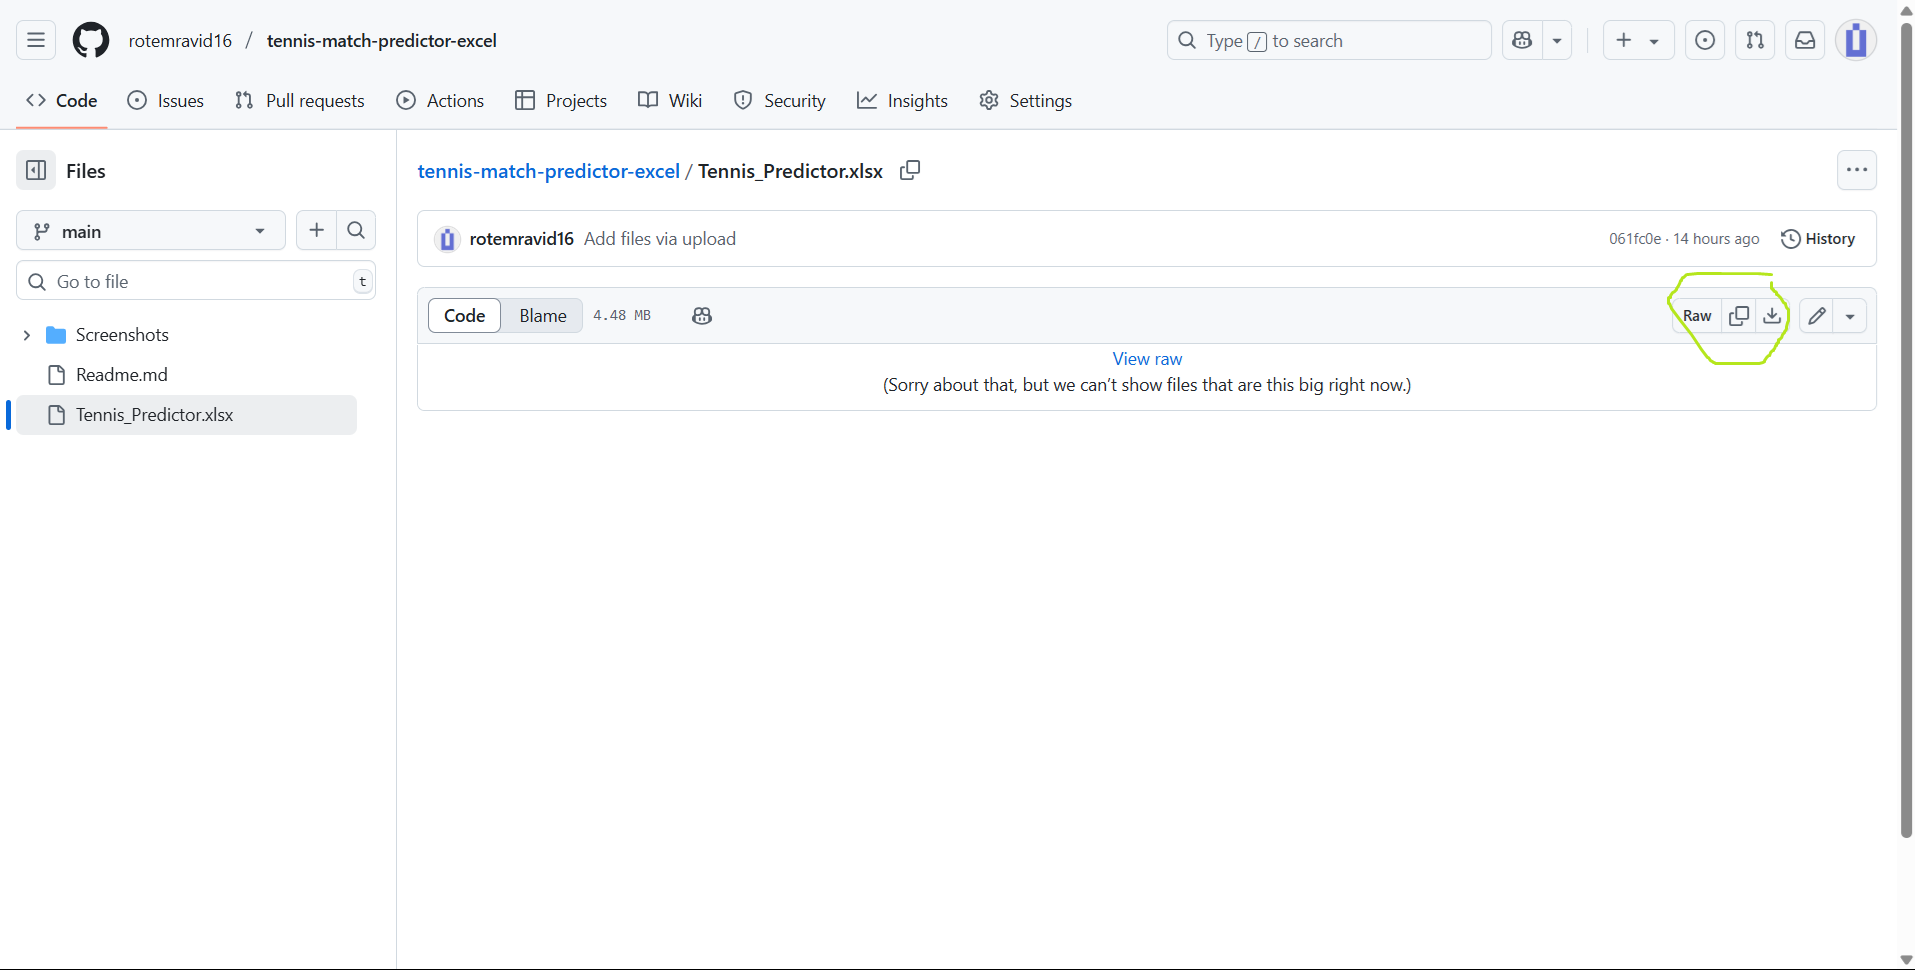 rotemravid16 / tennis-match-predictor-excel
Type / to search
Code Issues Pull requests Actions Projects Wiki Security Insights Settings
Files
main
Go to file t
Screenshots
Readme.md
Tennis_Predictor.xlsx
tennis-match-predictor-excel / Tennis_Predictor.xlsx
rotemravid16 Add files via upload
061fc0e · 14 hours ago History
Code Blame 4.48 MB
Raw
View raw
(Sorry about that, but we can’t show files that are this big right now.)